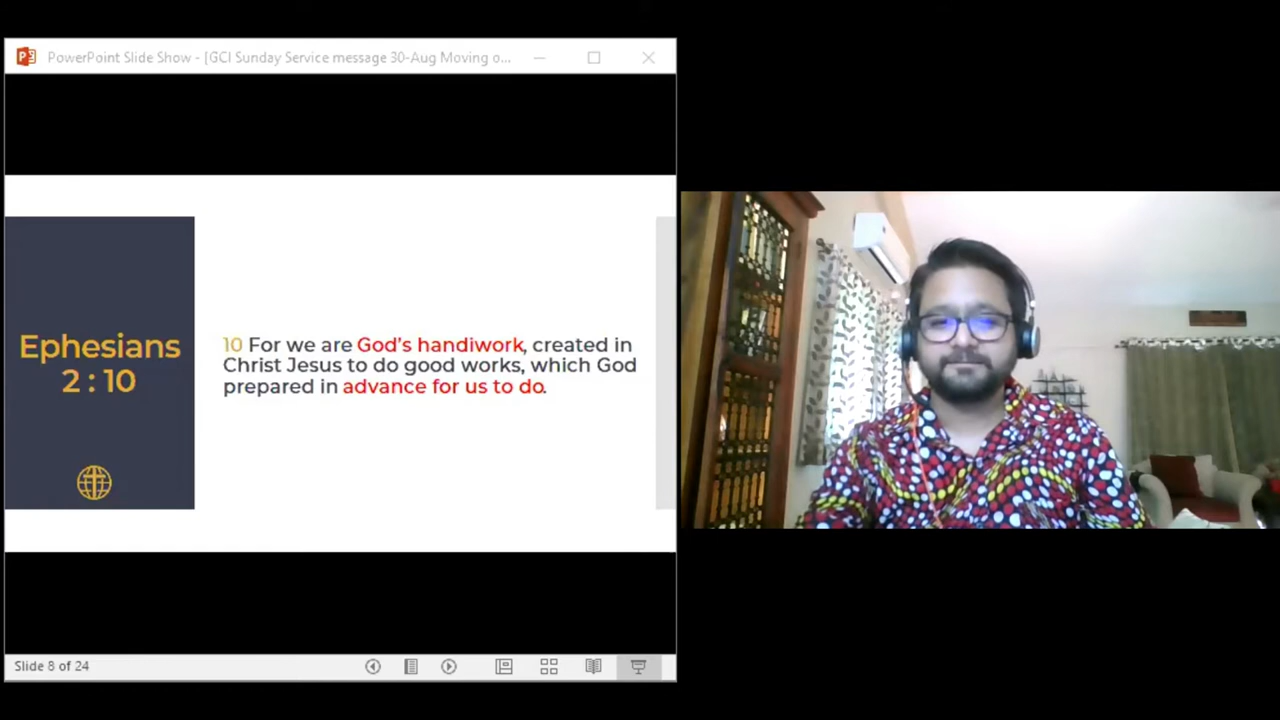 PowerPoint Slide Show - [GCI Sunday Service message 30-Aug Moving o...
Ephesians
2 : 10
10 For we are God’s handiwork, created in
Christ Jesus to do good works, which God
prepared in advance for us to do.
Slide 8 of 24